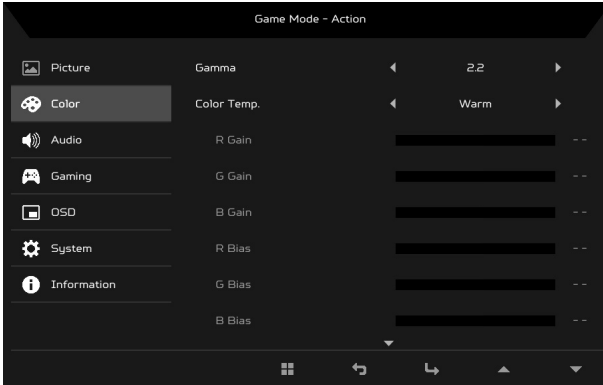 Game Mode - Action
Picture
Gamma 2.2
Color
Color Temp. Warm
Audio
R Gain - -
Gaming
G Gain - -
OSD
B Gain - -
System
R Bias - -
Information
G Bias - -
B Bias - -